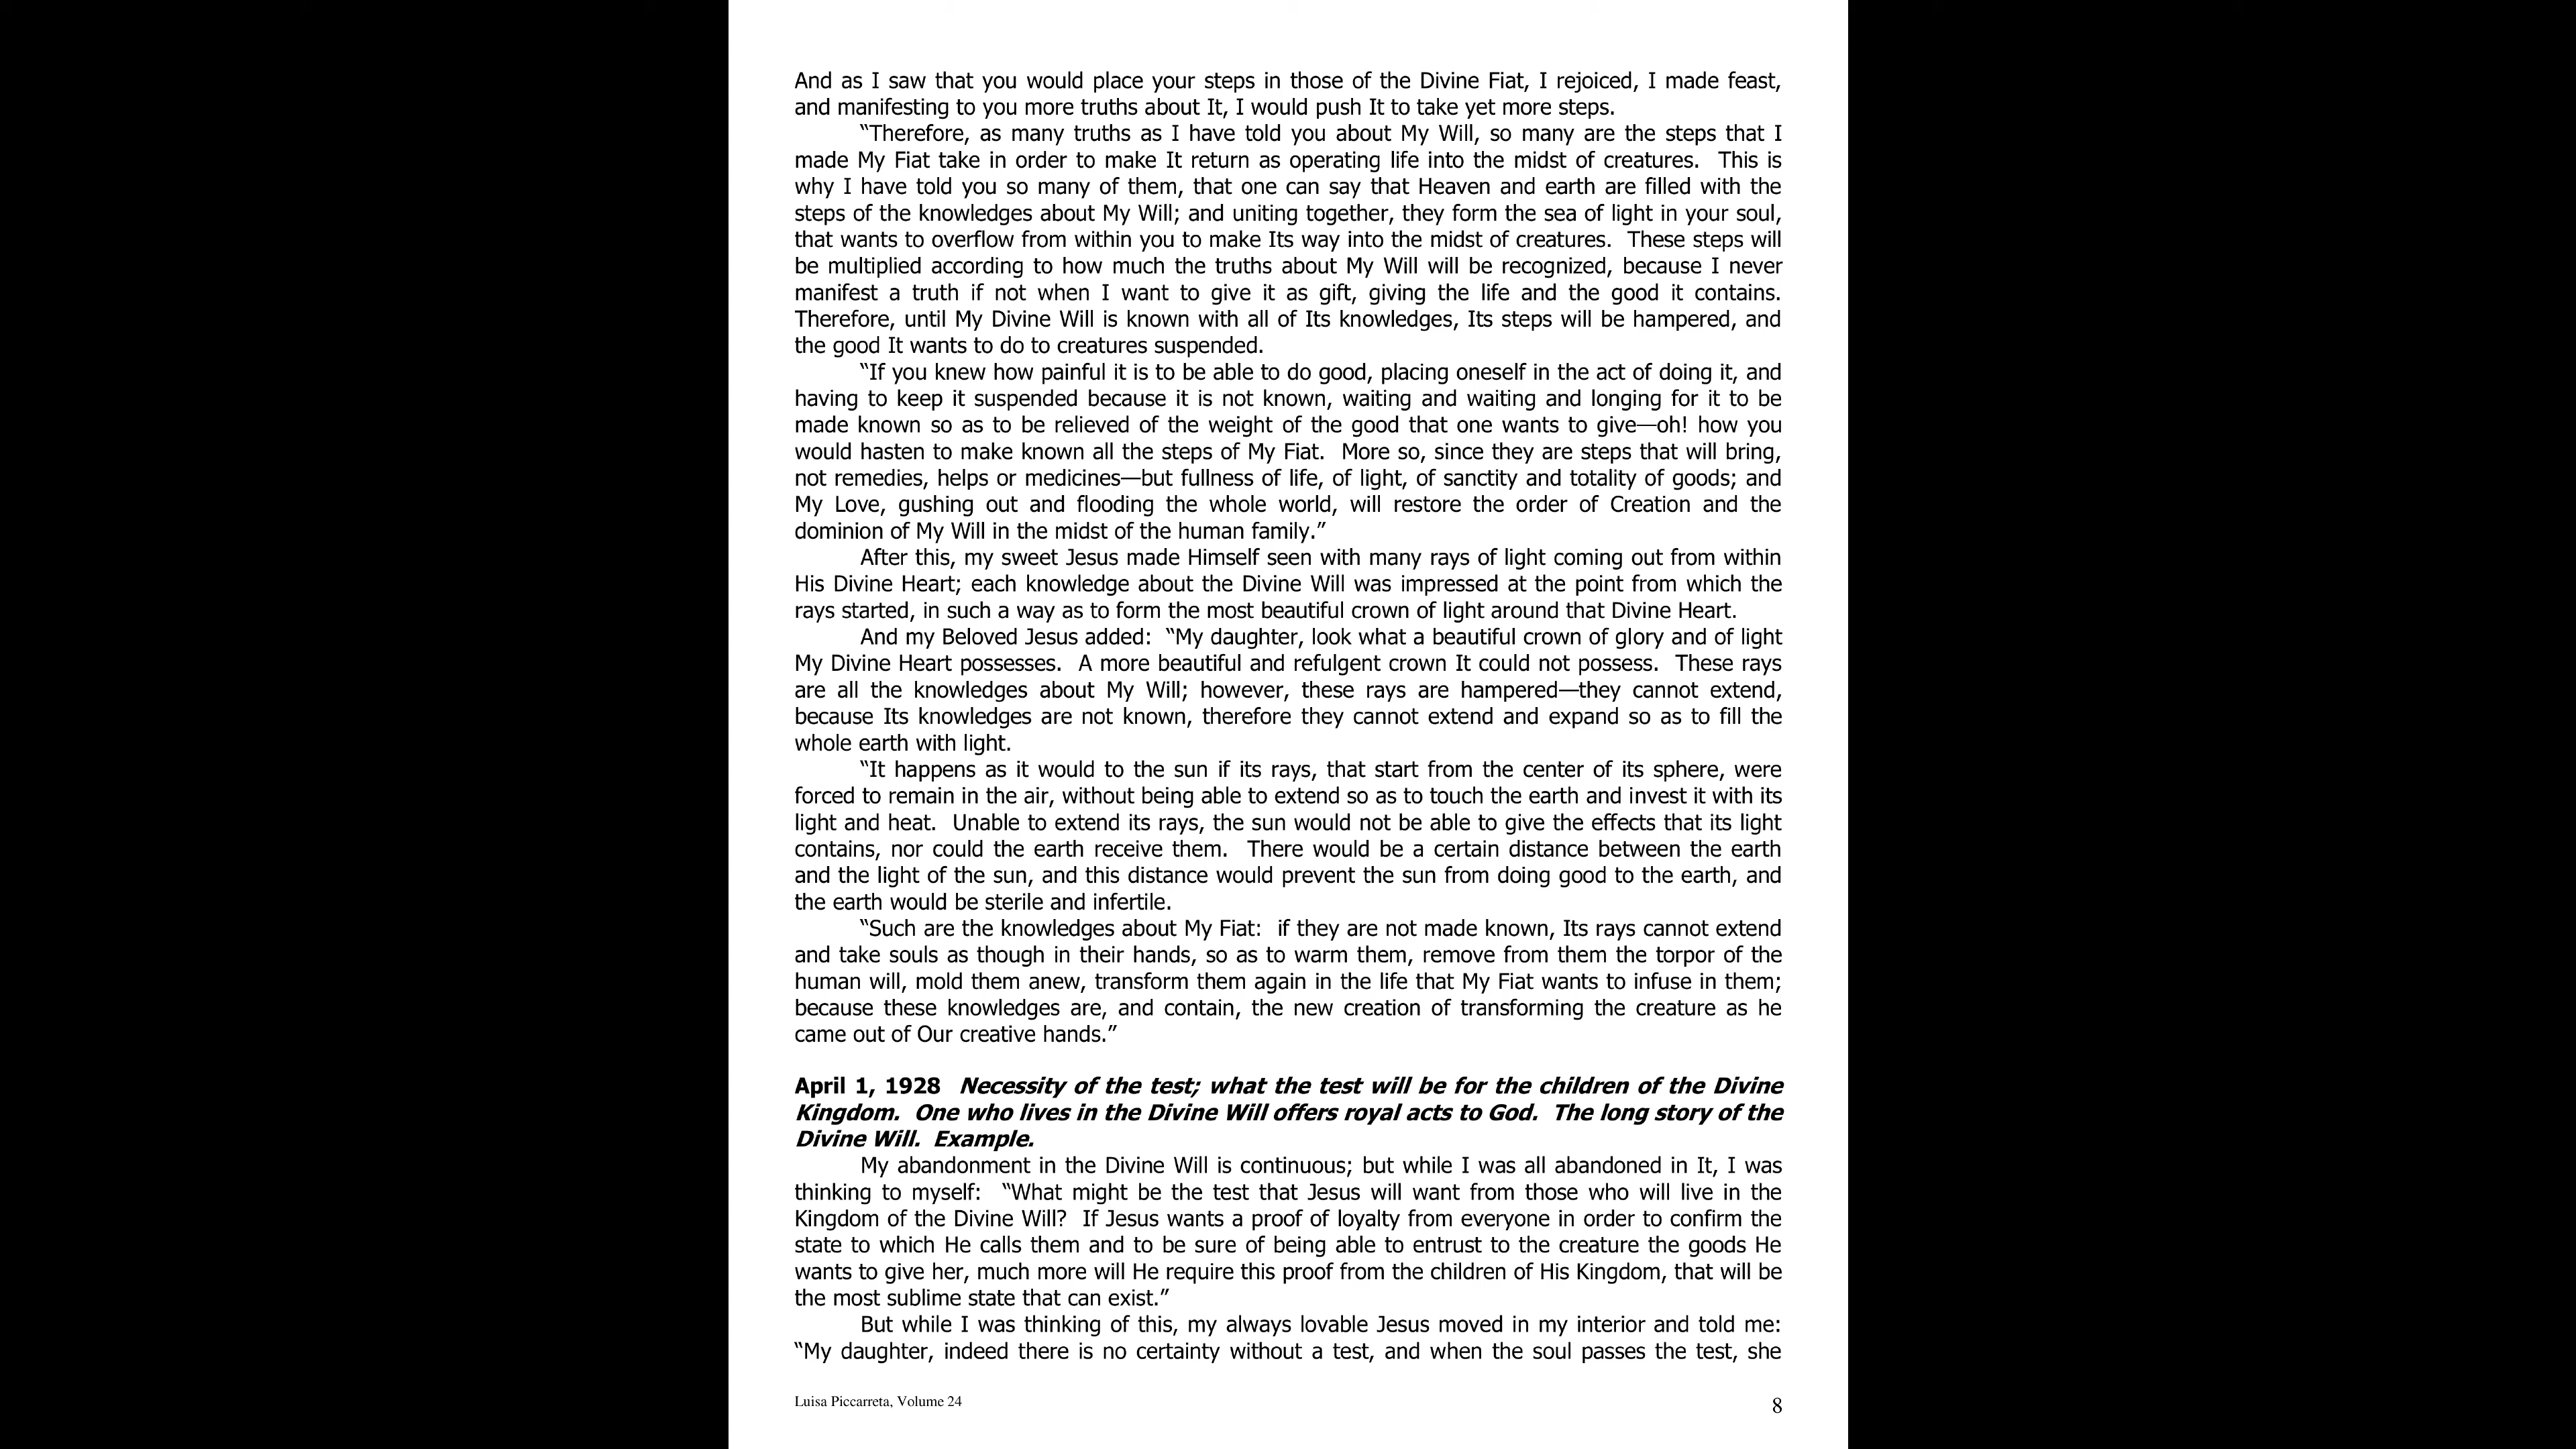 And as I saw that you would place your steps in those of the Divine Fiat, I rejoiced, I made feast,
and manifesting to you more truths about It, I would push It to take yet more steps.
“Therefore, as many truths as I have told you about My Will, so many are the steps that I
made My Fiat take in order to make It return as operating life into the midst of creatures.  This is
why I have told you so many of them, that one can say that Heaven and earth are filled with the
steps of the knowledges about My Will; and uniting together, they form the sea of light in your soul,
that wants to overflow from within you to make Its way into the midst of creatures.  These steps will
be multiplied according to how much the truths about My Will will be recognized, because I never
manifest a truth if not when I want to give it as gift, giving the life and the good it contains.
Therefore, until My Divine Will is known with all of Its knowledges, Its steps will be hampered, and
the good It wants to do to creatures suspended.
“If you knew how painful it is to be able to do good, placing oneself in the act of doing it, and
having to keep it suspended because it is not known, waiting and waiting and longing for it to be
made known so as to be relieved of the weight of the good that one wants to give—oh! how you
would hasten to make known all the steps of My Fiat.  More so, since they are steps that will bring,
not remedies, helps or medicines—but fullness of life, of light, of sanctity and totality of goods; and
My Love, gushing out and flooding the whole world, will restore the order of Creation and the
dominion of My Will in the midst of the human family.”
After this, my sweet Jesus made Himself seen with many rays of light coming out from within
His Divine Heart; each knowledge about the Divine Will was impressed at the point from which the
rays started, in such a way as to form the most beautiful crown of light around that Divine Heart.
And my Beloved Jesus added:  “My daughter, look what a beautiful crown of glory and of light
My Divine Heart possesses.  A more beautiful and refulgent crown It could not possess.  These rays
are all the knowledges about My Will; however, these rays are hampered—they cannot extend,
because Its knowledges are not known, therefore they cannot extend and expand so as to fill the
whole earth with light.
“It happens as it would to the sun if its rays, that start from the center of its sphere, were
forced to remain in the air, without being able to extend so as to touch the earth and invest it with its
light and heat.  Unable to extend its rays, the sun would not be able to give the effects that its light
contains, nor could the earth receive them.  There would be a certain distance between the earth
and the light of the sun, and this distance would prevent the sun from doing good to the earth, and
the earth would be sterile and infertile.
“Such are the knowledges about My Fiat:  if they are not made known, Its rays cannot extend
and take souls as though in their hands, so as to warm them, remove from them the torpor of the
human will, mold them anew, transform them again in the life that My Fiat wants to infuse in them;
because these knowledges are, and contain, the new creation of transforming the creature as he
came out of Our creative hands.”
April 1, 1928  Necessity of the test; what the test will be for the children of the Divine
Kingdom.  One who lives in the Divine Will offers royal acts to God.  The long story of the
Divine Will.  Example.
My abandonment in the Divine Will is continuous; but while I was all abandoned in It, I was
thinking to myself:  “What might be the test that Jesus will want from those who will live in the
Kingdom of the Divine Will?  If Jesus wants a proof of loyalty from everyone in order to confirm the
state to which He calls them and to be sure of being able to entrust to the creature the goods He
wants to give her, much more will He require this proof from the children of His Kingdom, that will be
the most sublime state that can exist.”
But while I was thinking of this, my always lovable Jesus moved in my interior and told me:
“My daughter, indeed there is no certainty without a test, and when the soul passes the test, she
Luisa Piccarreta, Volume 24
8